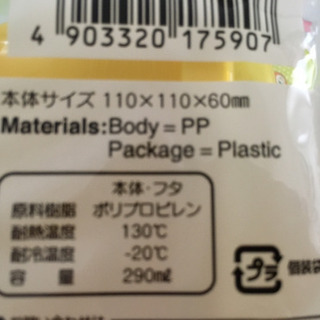 4 903320 175907
本体サイズ 110×110×60㎜
Materials:Body=PP
Package=Plastic
本体・フタ
原料樹脂 ポリプロピレン
耐熱温度 130℃
耐冷温度 -20℃
容量 290㎖
プラ 個装袋